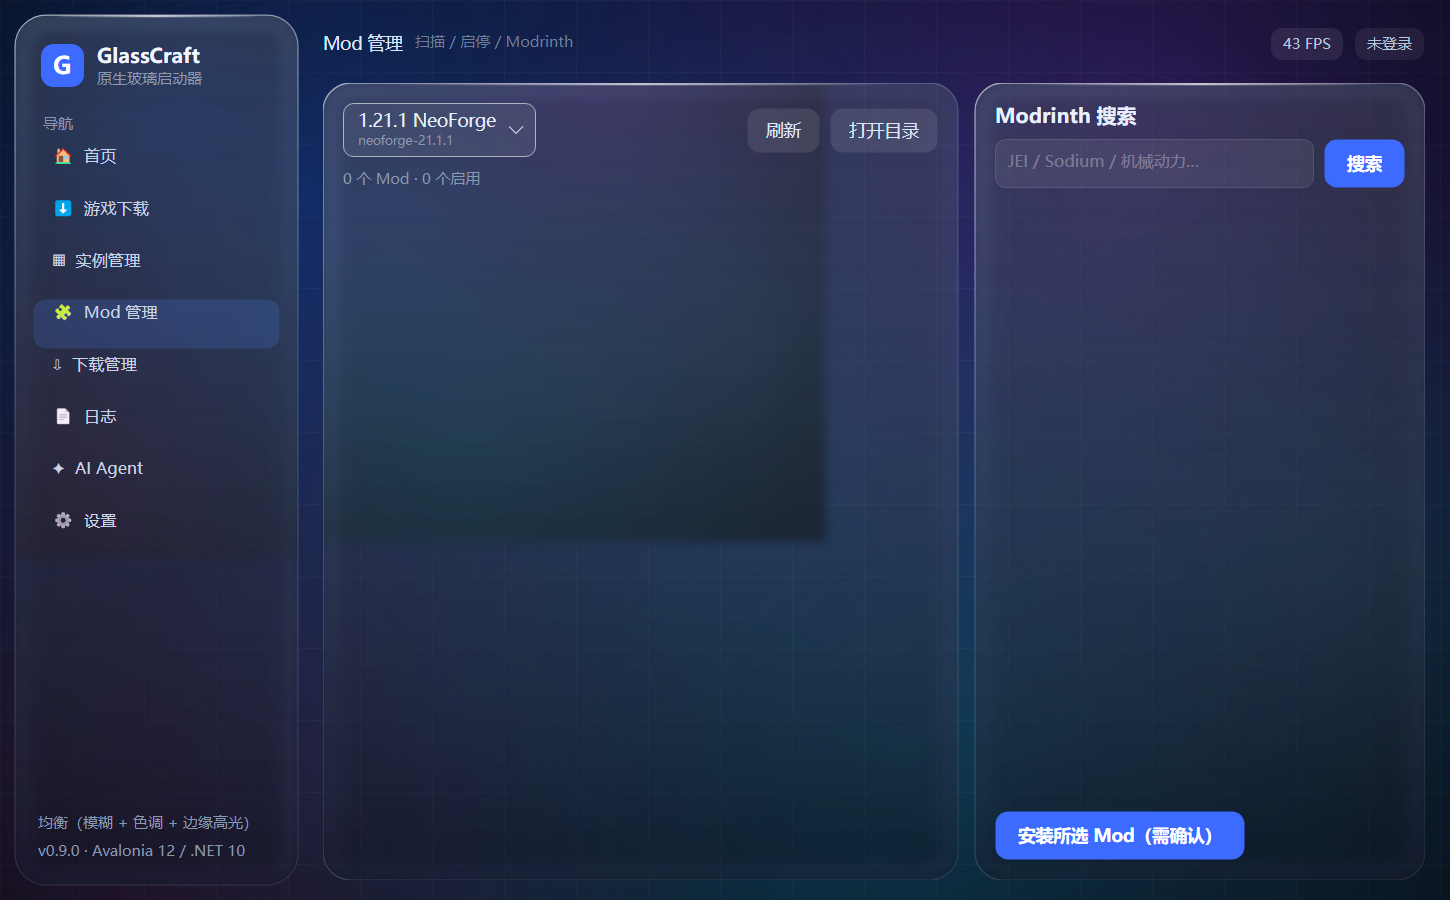 G
GlassCraft
原生玻璃启动器
导航
首页
游戏下载
实例管理
Mod 管理
下载管理
日志
AI Agent
设置
均衡（模糊 + 色调 + 边缘高光）
v0.9.0 · Avalonia 12 / .NET 10
Mod 管理 扫描 / 启停 / Modrinth
43 FPS
未登录
1.21.1 NeoForge
neoforge-21.1.1
刷新
打开目录
0 个 Mod · 0 个启用
Modrinth 搜索
JEI / Sodium / 机械动力...
搜索
安装所选 Mod（需确认）